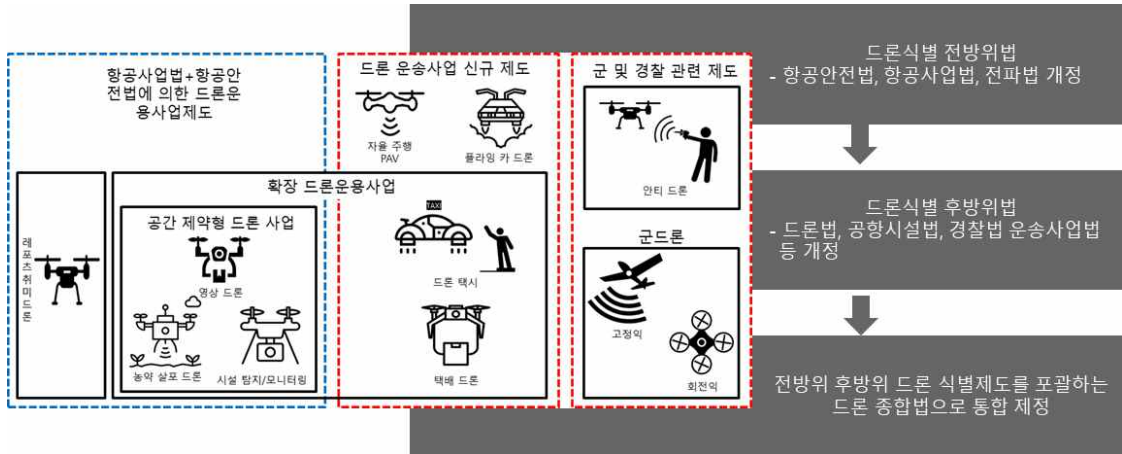 항공사업법+항공안
전법에 의한 드론운
용사업제도
드론 운송사업 신규 제도
자율 주행
PAV
플라잉 카 드론
군 및 경찰 관련 제도
안티 드론
레포츠취미드론
확장 드론운용사업
공간 제약형 드론 사업
영상 드론
농약 살포 드론
시설 탐지/모니터링
TAXI
드론 택시
택배 드론
군드론
고정익
회전익
드론식별 전방위법
- 항공안전법, 항공사업법, 전파법 개정
드론식별 후방위법
- 드론법, 공항시설법, 경찰법 운송사업법
등 개정
전방위 후방위 드론 식별제도를 포괄하는
드론 종합법으로 통합 제정